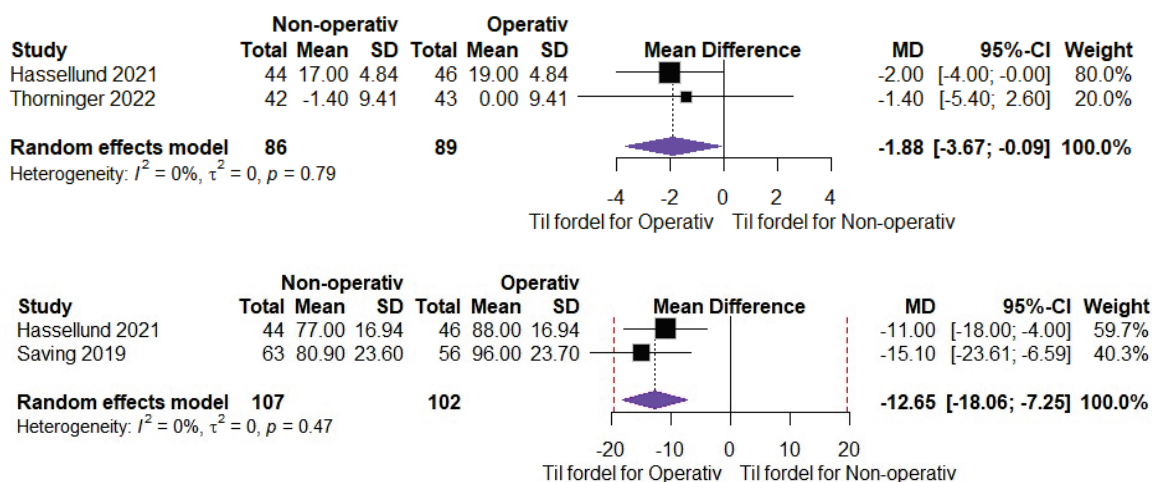 Non-operativ Operativ
Study Total Mean SD Total Mean SD Mean Difference MD 95%-CI Weight
Hassellund 2021 44 17.00 4.84 46 19.00 4.84 -2.00 [-4.00; -0.00] 80.0%
Thorninger 2022 42 -1.40 9.41 43 0.00 9.41 -1.40 [-5.40; 2.60] 20.0%
Random effects model 86 89 -1.88 [-3.67; -0.09] 100.0%
Heterogeneity: I² = 0%, τ² = 0, p = 0.79
-4 -2 0 2 4
Til fordel for Operativ Til fordel for Non-operativ
Non-operativ Operativ
Study Total Mean SD Total Mean SD Mean Difference MD 95%-CI Weight
Hassellund 2021 44 77.00 16.94 46 88.00 16.94 -11.00 [-18.00; -4.00] 59.7%
Saving 2019 63 80.90 23.60 56 96.00 23.70 -15.10 [-23.61; -6.59] 40.3%
Random effects model 107 102 -12.65 [-18.06; -7.25] 100.0%
Heterogeneity: I² = 0%, τ² = 0, p = 0.47
-20 -10 0 10 20
Til fordel for Operativ Til fordel for Non-operativ